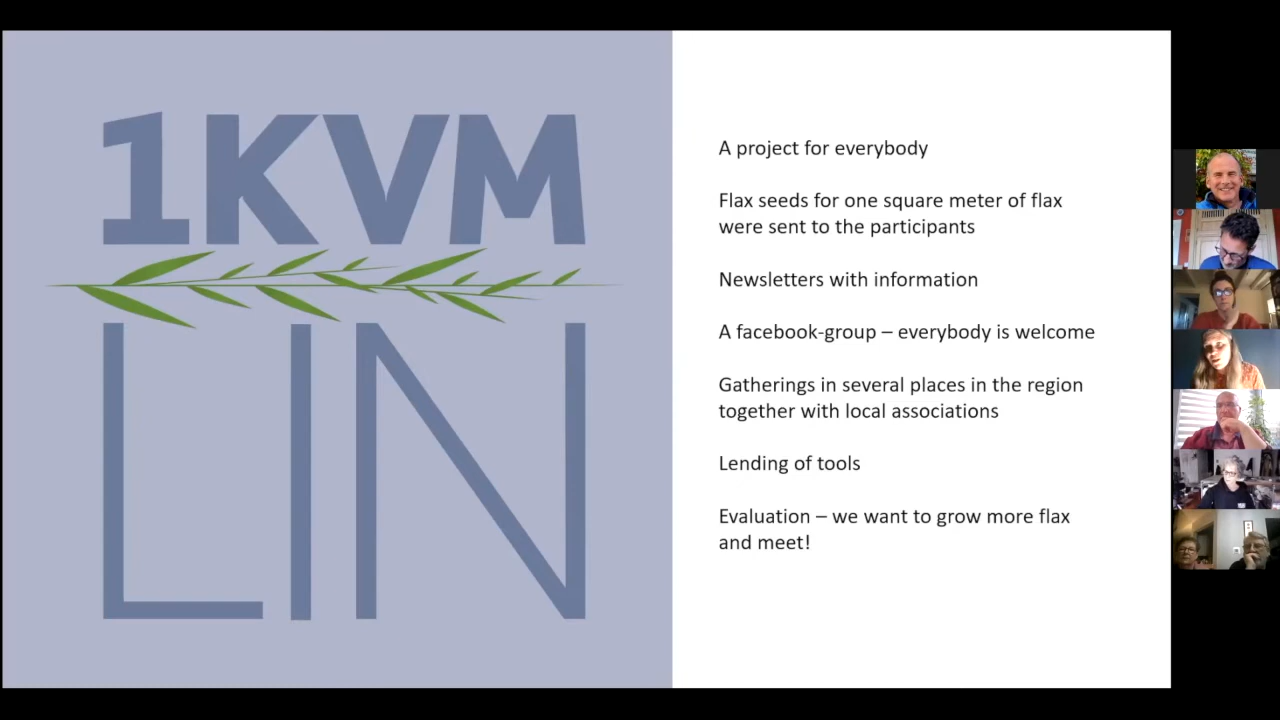 1KVM
LIN
A project for everybody
Flax seeds for one square meter of flax
were sent to the participants
Newsletters with information
A facebook-group – everybody is welcome
Gatherings in several places in the region
together with local associations
Lending of tools
Evaluation – we want to grow more flax
and meet!